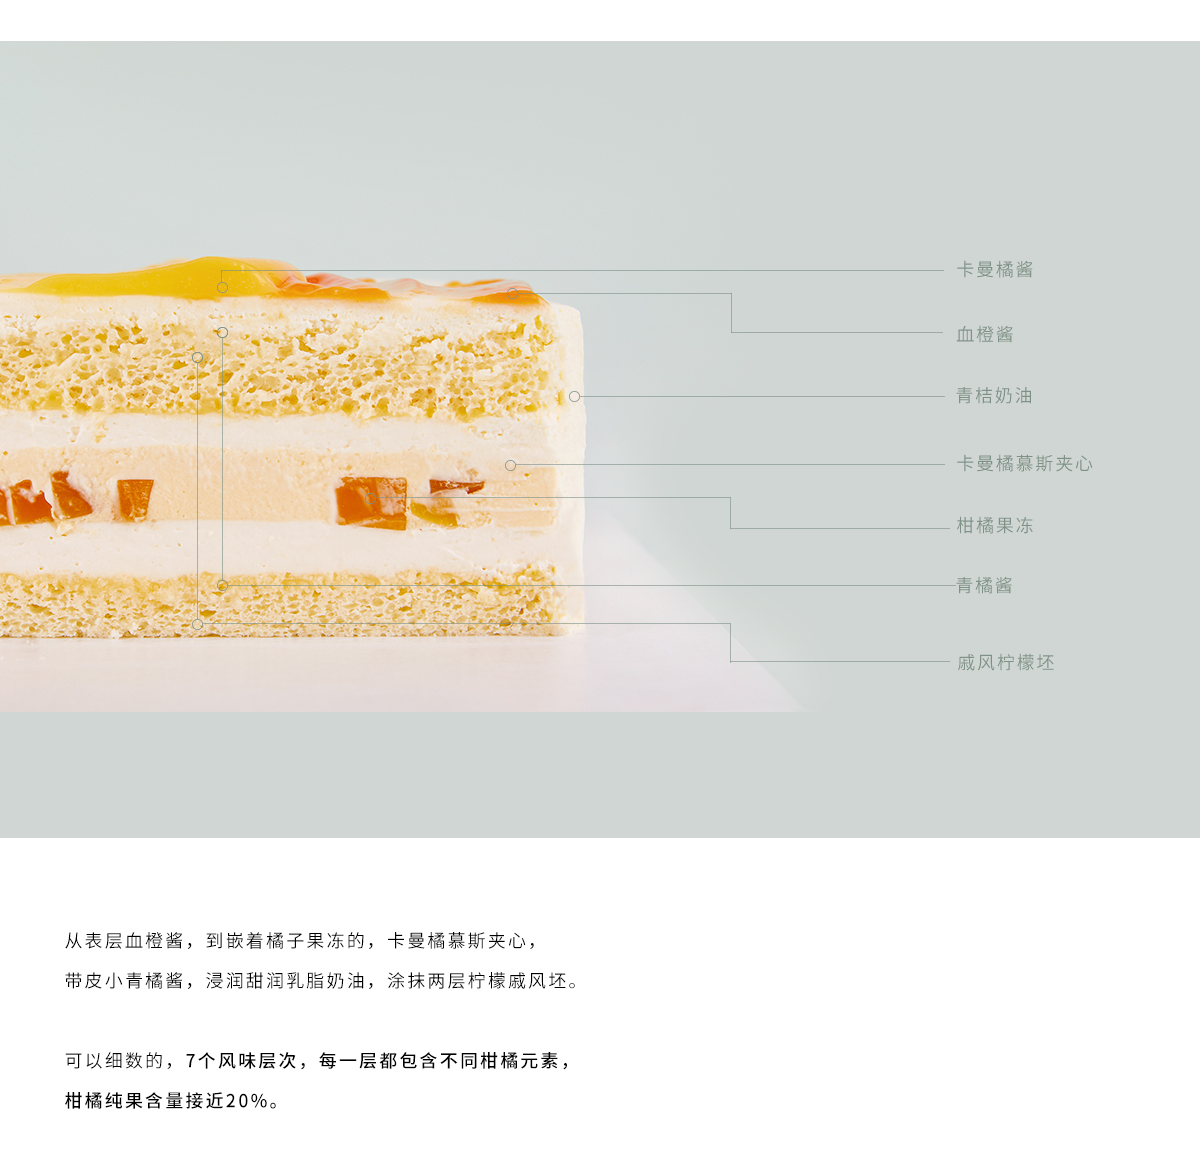 卡曼橘酱
血橙酱
青桔奶油
卡曼橘慕斯夹心
柑橘果冻
青橘酱
戚风柠檬坯
从表层血橙酱，到嵌着橘子果冻的，卡曼橘慕斯夹心，
带皮小青橘酱，浸润甜润乳脂奶油，涂抹两层柠檬戚风坯。
可以细数的，7个风味层次，每一层都包含不同柑橘元素，
柑橘纯果含量接近20%。